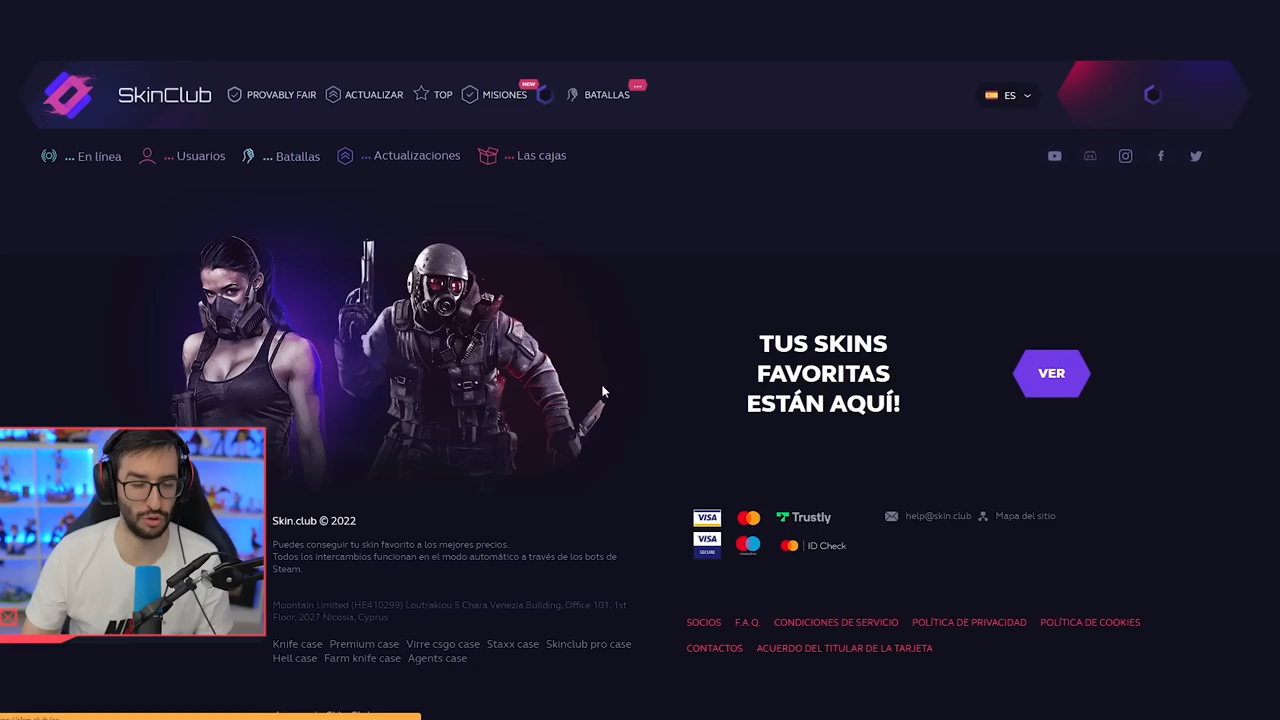 SKINCLUB
PROVABLY FAIR
ACTUALIZAR
TOP
MISIONES
NEW
BATALLAS
...
ES
... En línea
... Usuarios
... Batallas
... Actualizaciones
... Las cajas
TUS SKINS
FAVORITAS
ESTÁN AQUÍ!
VER
Skin.club © 2022
Puedes conseguir tu skin favorito a los mejores precios.
Todos los intercambios funcionan en el modo automático a través de los bots de
Steam.
Mountain Limited (HE410299) Loutrakiou 5 Chara Venezia Building, Office 101, 1st
Floor, 2027 Nicosia, Cyprus
Knife case Premium case Virre csgo case Staxx case Skinclub pro case
Hell case Farm knife case Agents case
VISA
Trustly
VISA
SECURE
ID Check
help@skin.club
Mapa del sitio
SOCIOS F.A.Q. CONDICIONES DE SERVICIO POLÍTICA DE PRIVACIDAD POLÍTICA DE COOKIES
CONTACTOS ACUERDO DEL TITULAR DE LA TARJETA